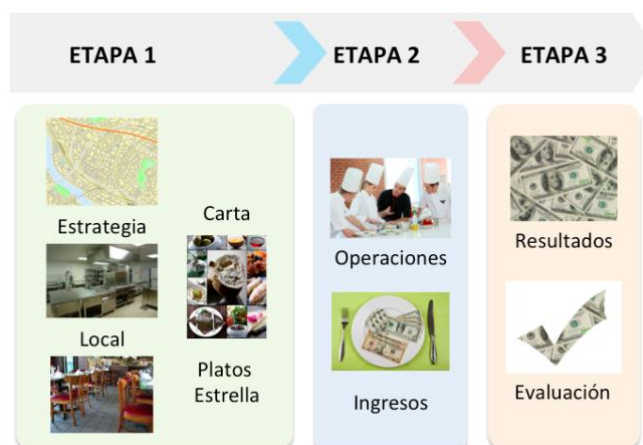 ETAPA 1
ETAPA 2
ETAPA 3
Estrategia
Local
Carta
Platos
Estrella
Operaciones
Ingresos
Resultados
Evaluación